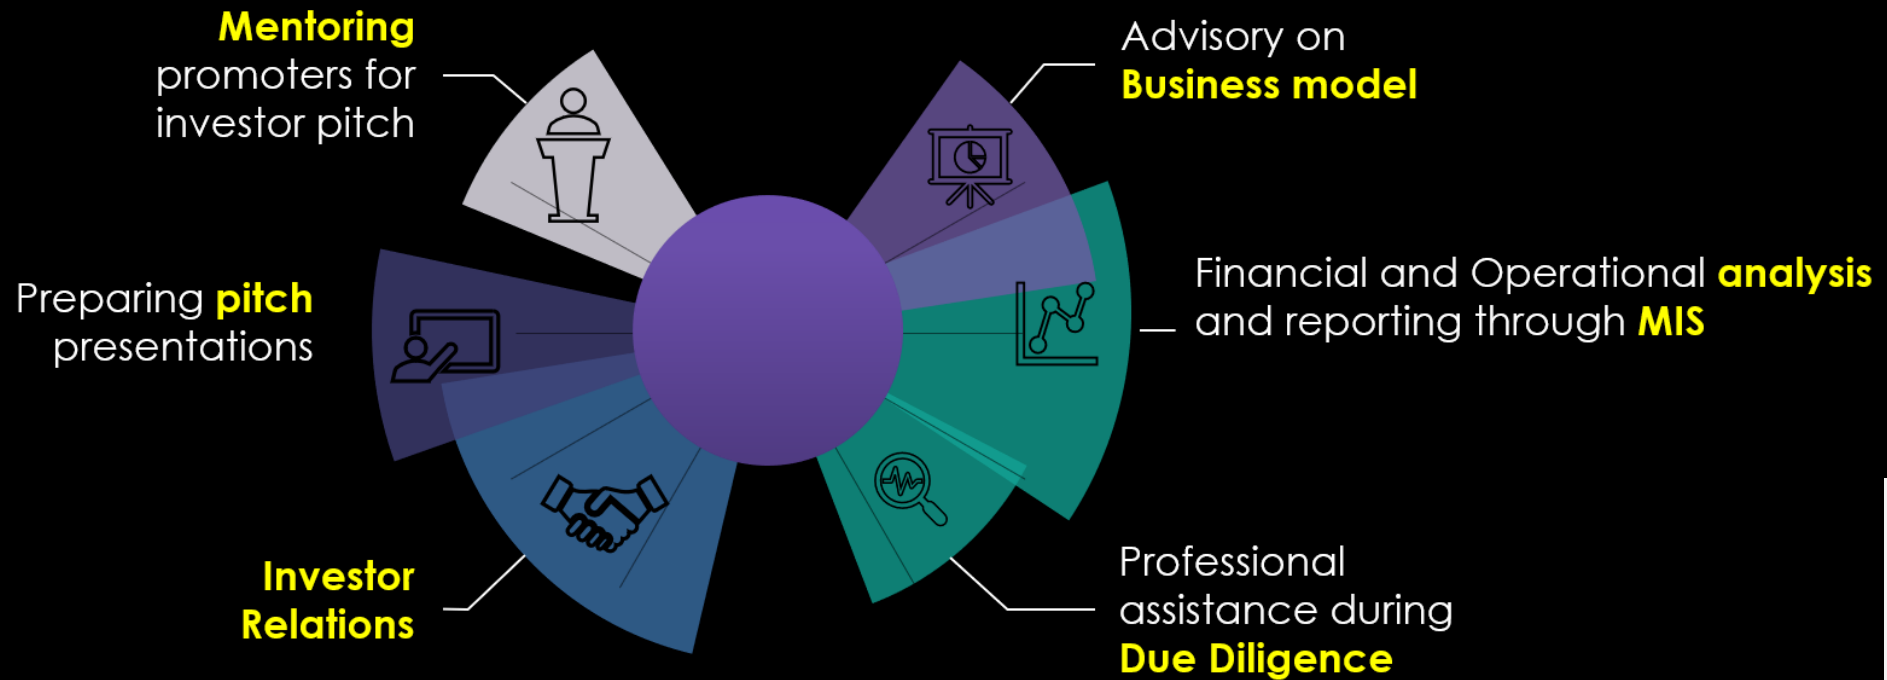 Mentoring
promoters for
investor pitch
Preparing pitch
presentations
Investor
Relations
Advisory on
Business model
Financial and Operational analysis
and reporting through MIS
Professional
assistance during
Due Diligence